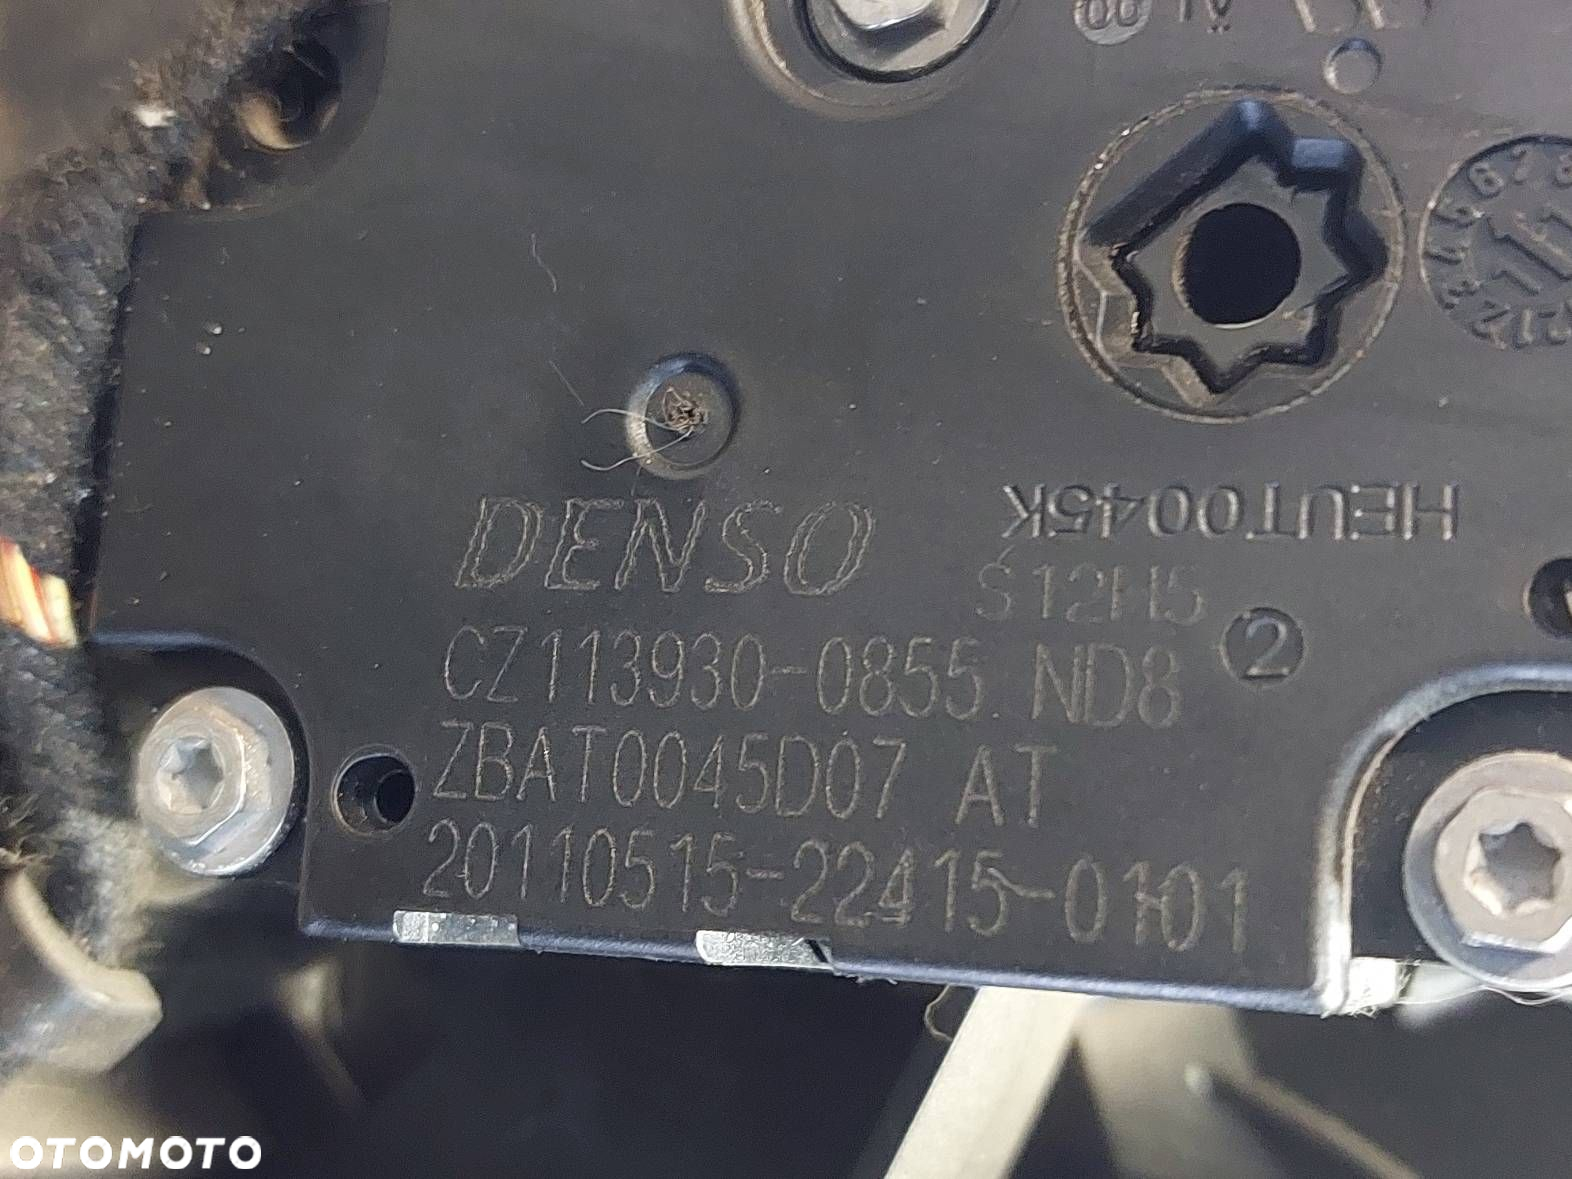 DENSO
HEUT0045K
S12H5
CZ113930-0855 ND8 2
ZBAT0045D07 AT
20110515-22415-0101
OTOMOTO